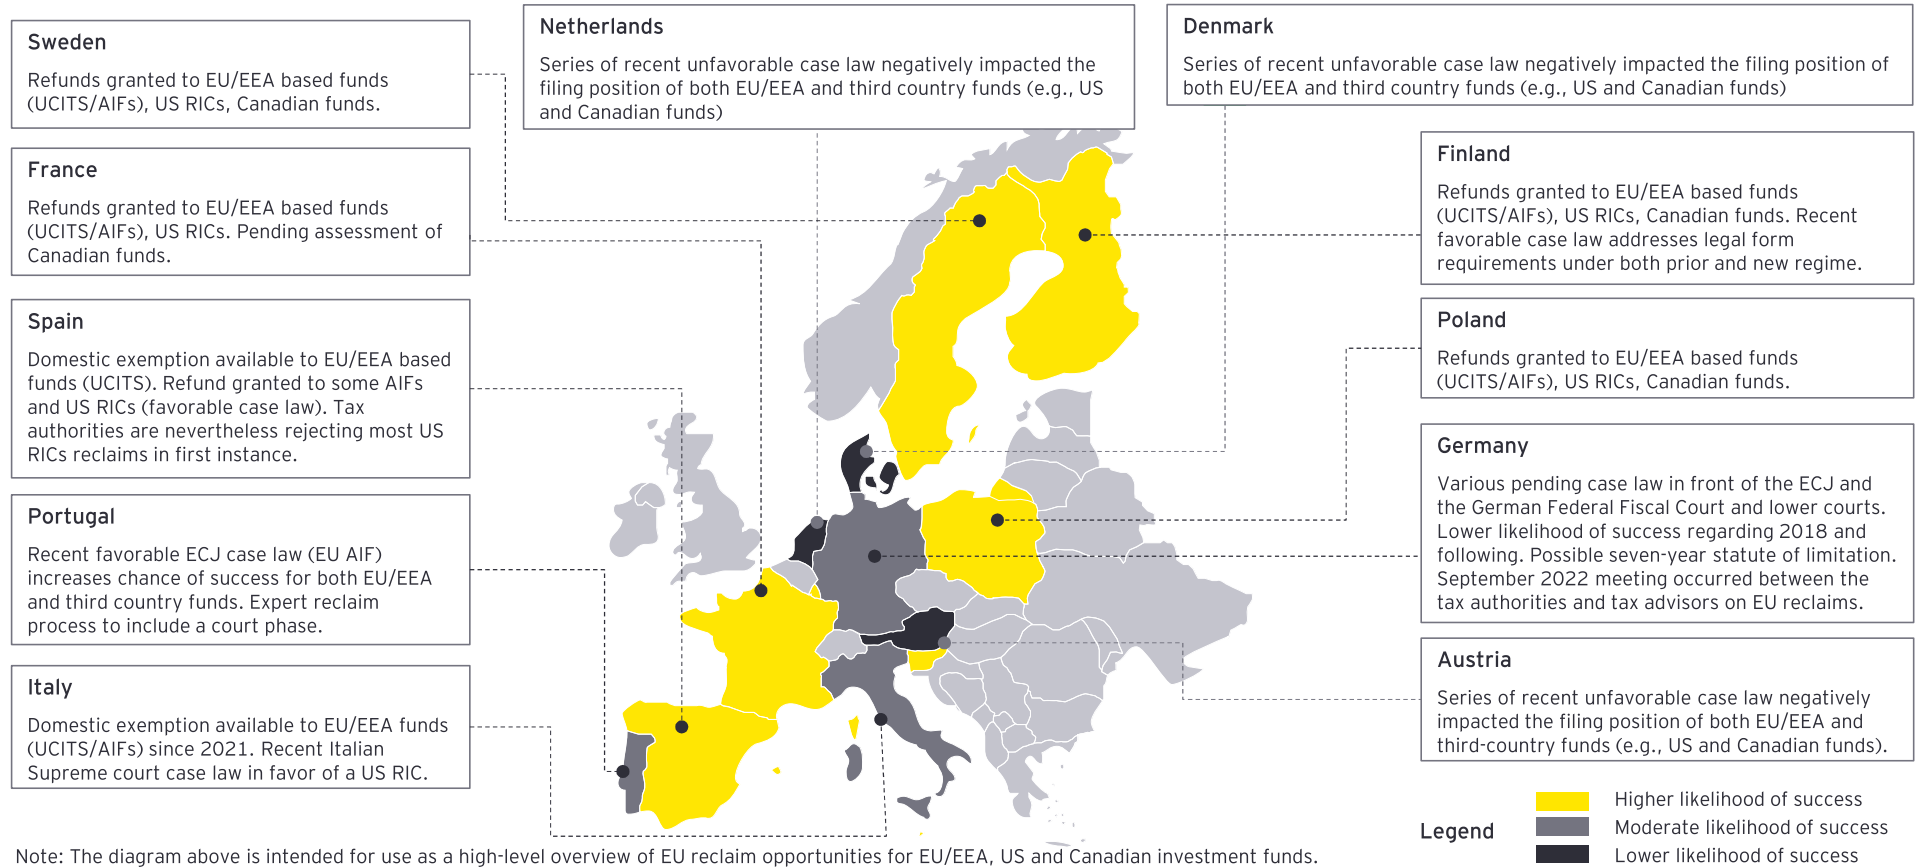 Sweden
Refunds granted to EU/EEA based funds
(UCITS/AIFs), US RICs, Canadian funds.
France
Refunds granted to EU/EEA based funds
(UCITS/AIFs), US RICs. Pending assessment of
Canadian funds.
Spain
Domestic exemption available to EU/EEA based
funds (UCITS). Refund granted to some AIFs
and US RICs (favorable case law). Tax
authorities are nevertheless rejecting most US
RICs reclaims in first instance.
Portugal
Recent favorable ECJ case law (EU AIF)
increases chance of success for both EU/EEA
and third country funds. Expert reclaim
process to include a court phase.
Italy
Domestic exemption available to EU/EEA funds
(UCITS/AIFs) since 2021. Recent Italian
Supreme court case law in favor of a US RIC.
Netherlands
Series of recent unfavorable case law negatively impacted the
filing position of both EU/EEA and third country funds (e.g., US
and Canadian funds)
Denmark
Series of recent unfavorable case law negatively impacted the filing position of
both EU/EEA and third country funds (e.g., US and Canadian funds)
Finland
Refunds granted to EU/EEA based funds
(UCITS/AIFs), US RICs, Canadian funds. Recent
favorable case law addresses legal form
requirements under both prior and new regime.
Poland
Refunds granted to EU/EEA based funds
(UCITS/AIFs), US RICs, Canadian funds.
Germany
Various pending case law in front of the ECJ and
the German Federal Fiscal Court and lower courts.
Lower likelihood of success regarding 2018 and
following. Possible seven-year statute of limitation.
September 2022 meeting occurred between the
tax authorities and tax advisors on EU reclaims.
Austria
Series of recent unfavorable case law negatively
impacted the filing position of both EU/EEA and
third-country funds (e.g., US and Canadian funds).
Legend
Higher likelihood of success
Moderate likelihood of success
Lower likelihood of success
Note: The diagram above is intended for use as a high-level overview of EU reclaim opportunities for EU/EEA, US and Canadian investment funds.